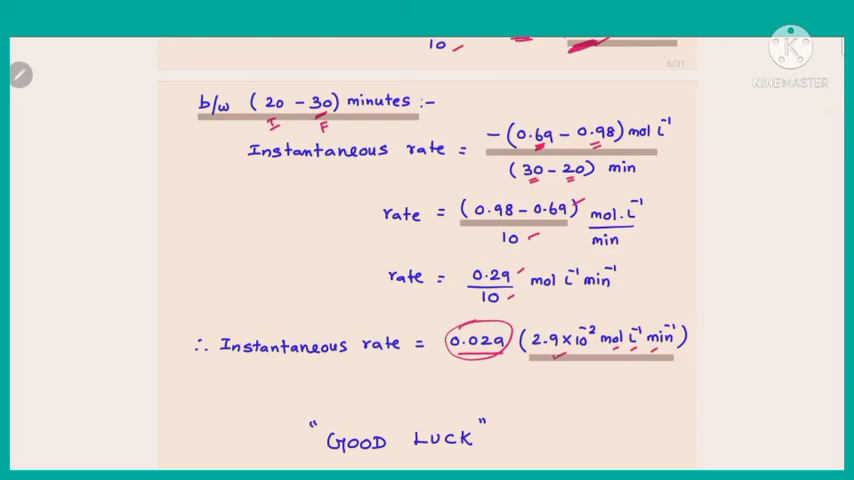 10
6/31
KINEMASTER
b/w (20 - 30) minutes :-
I F
Instantaneous rate = -(0.69 - 0.98) mol L⁻¹ / (30 - 20) min
rate = (0.98 - 0.69) / 10 mol. L⁻¹ / min
rate = 0.29 / 10 mol L⁻¹ min⁻¹
∴ Instantaneous rate = 0.029 (2.9 × 10⁻² mol L⁻¹ min⁻¹)
"GOOD LUCK"